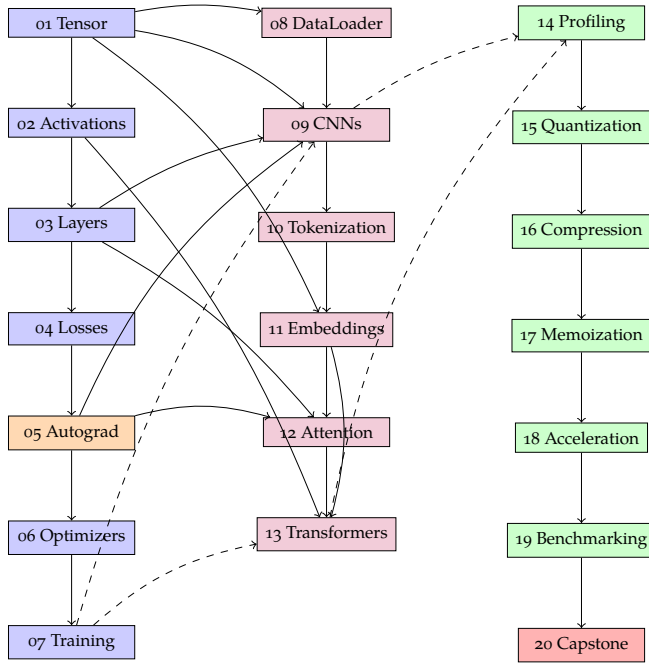 01 Tensor
02 Activations
03 Layers
04 Losses
05 Autograd
06 Optimizers
07 Training
08 DataLoader
09 CNNs
10 Tokenization
11 Embeddings
12 Attention
13 Transformers
14 Profiling
15 Quantization
16 Compression
17 Memoization
18 Acceleration
19 Benchmarking
20 Capstone